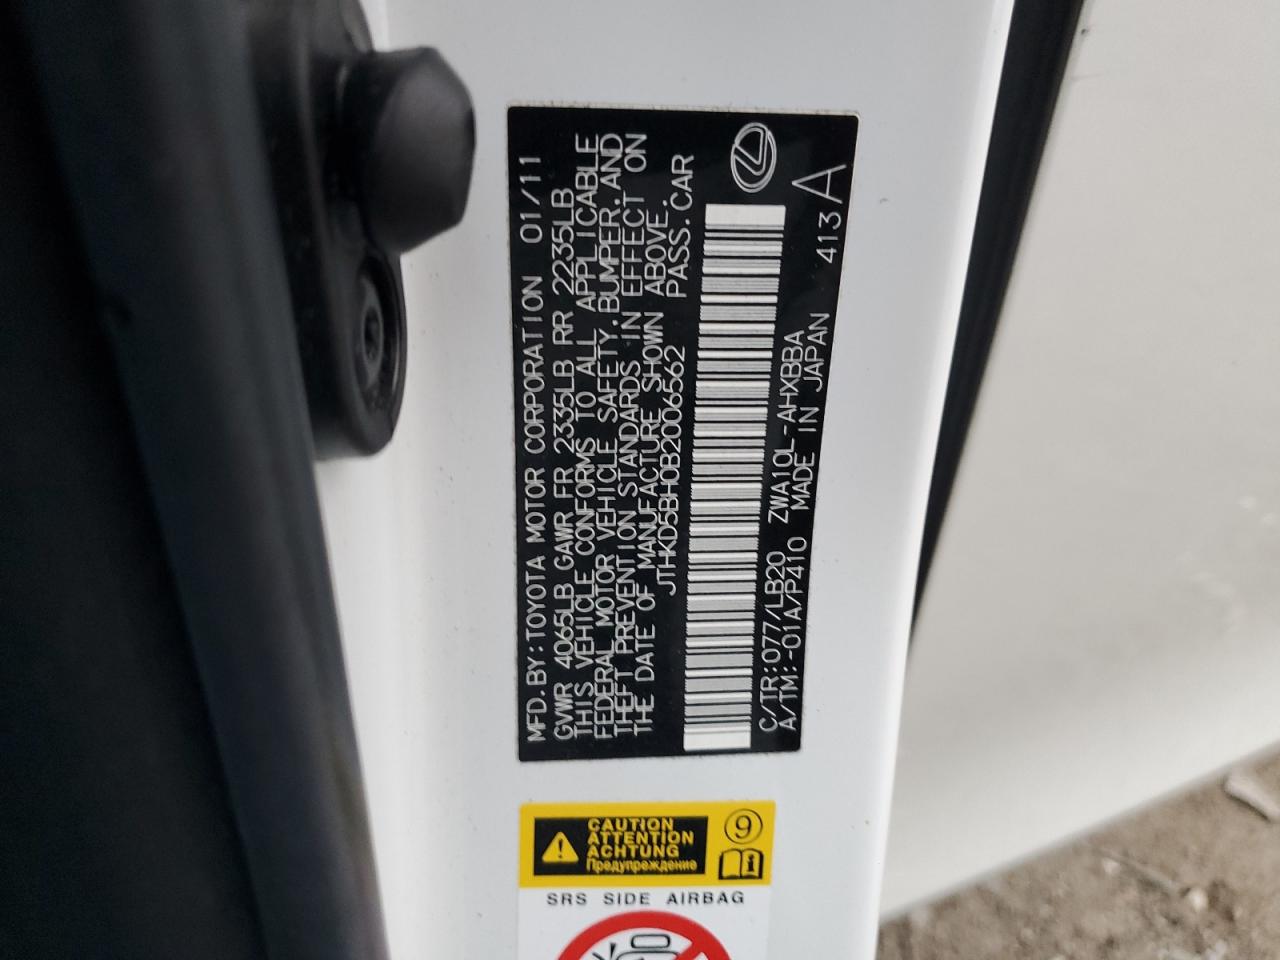 MFD.BY:TOYOTA MOTOR CORPORATION 01/11
GVWR 4065LB GAWR FR 2335LB RR 2235LB
THIS VEHICLE CONFORMS TO ALL APPLICABLE
FEDERAL MOTOR VEHICLE SAFETY,BUMPER,AND
THEFT PREVENTION STANDARDS IN EFFECT ON
THE DATE OF MANUFACTURE SHOWN ABOVE.
JTHKD5BH0B2006562 PASS.CAR
C/TR:077/LB20 ZWA10L-AHXBBA 413A
A/TM:-01A/P410 MADE IN JAPAN
CAUTION
ATTENTION
ACHTUNG
Предупреждение
9
i
SRS SIDE AIRBAG